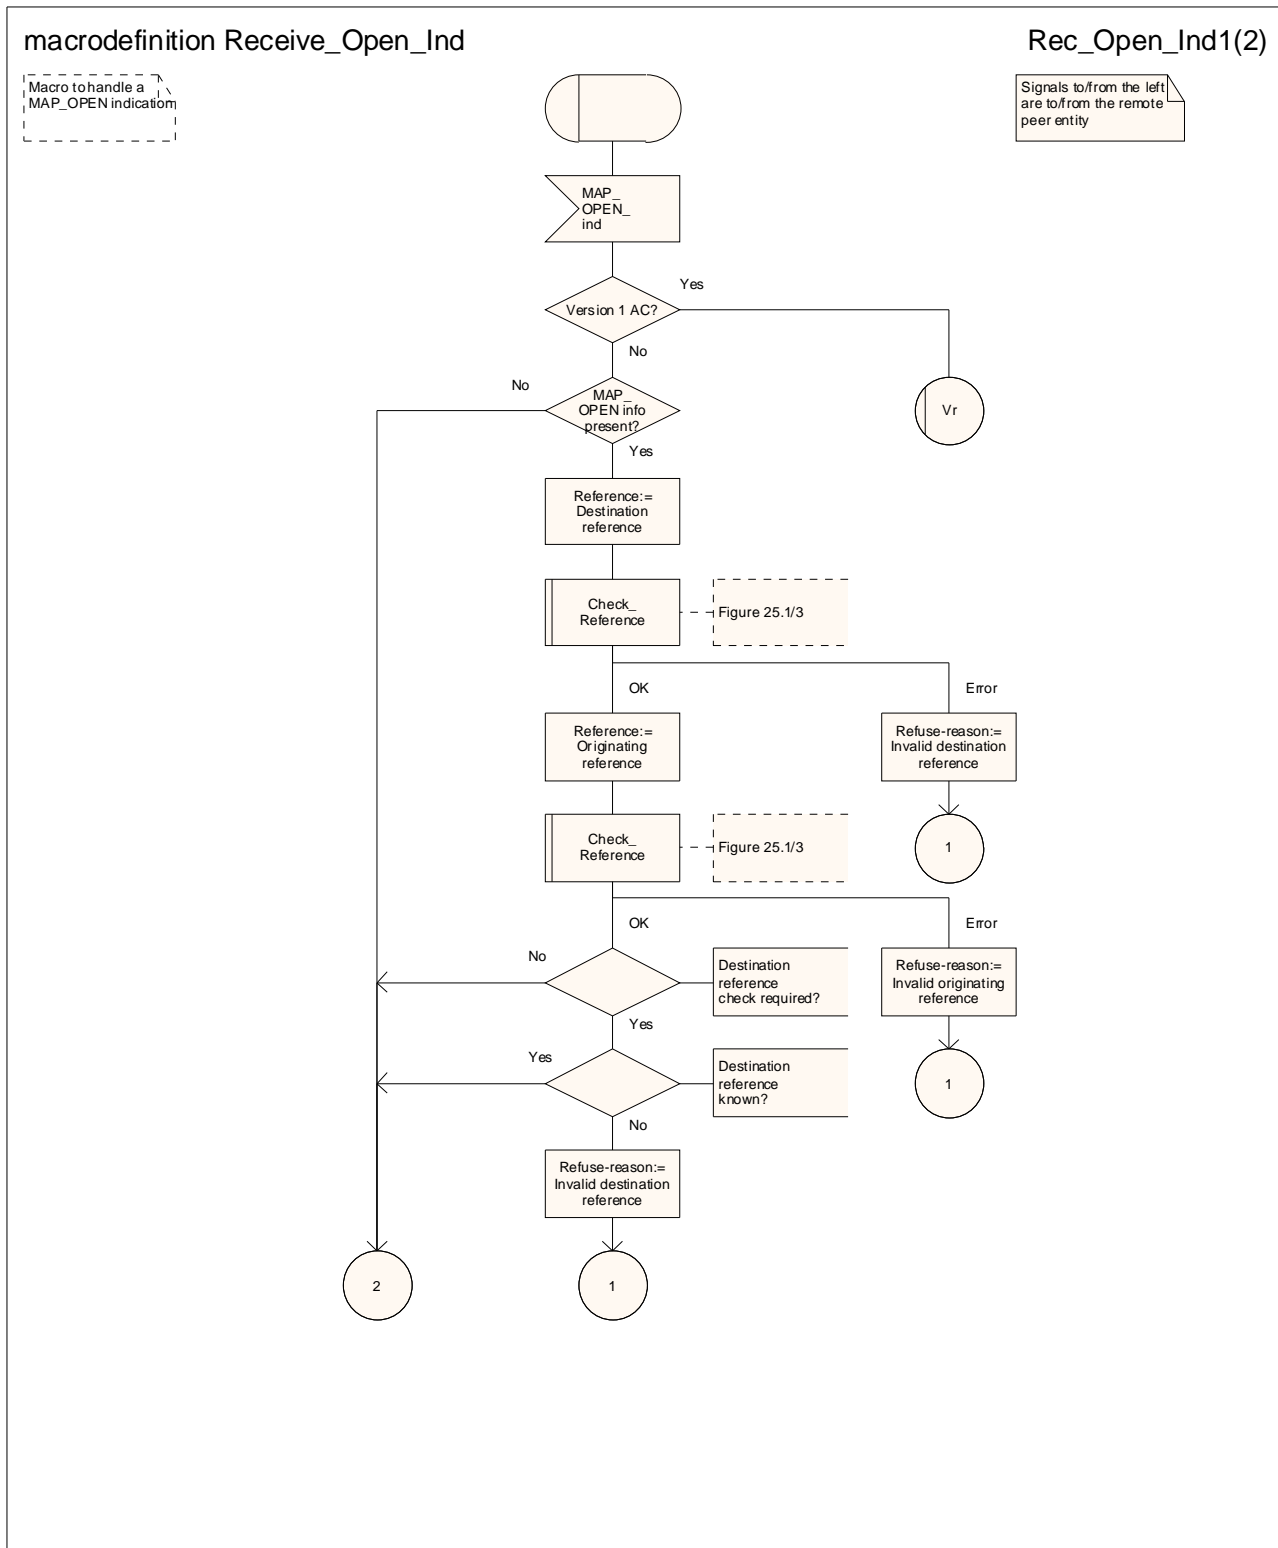 macrodefinition Receive_Open_Ind
Rec_Open_Ind1(2)
Macro to handle a
MAP_OPEN indication
Signals to/from the left
are to/from the remote
peer entity
MAP_
OPEN_
ind
Yes
Version 1 AC?
No
No
MAP_
OPEN info
present?
Vr
Yes
Reference:=
Destination
reference
Check_
Reference
Figure 25.1/3
OK
Error
Reference:=
Originating
reference
Refuse-reason:=
Invalid destination
reference
Check_
Reference
Figure 25.1/3
1
OK
Error
No
Destination
reference
check required?
Refuse-reason:=
Invalid originating
reference
Yes
Yes
Destination
reference
known?
1
No
Refuse-reason:=
Invalid destination
reference
2
1